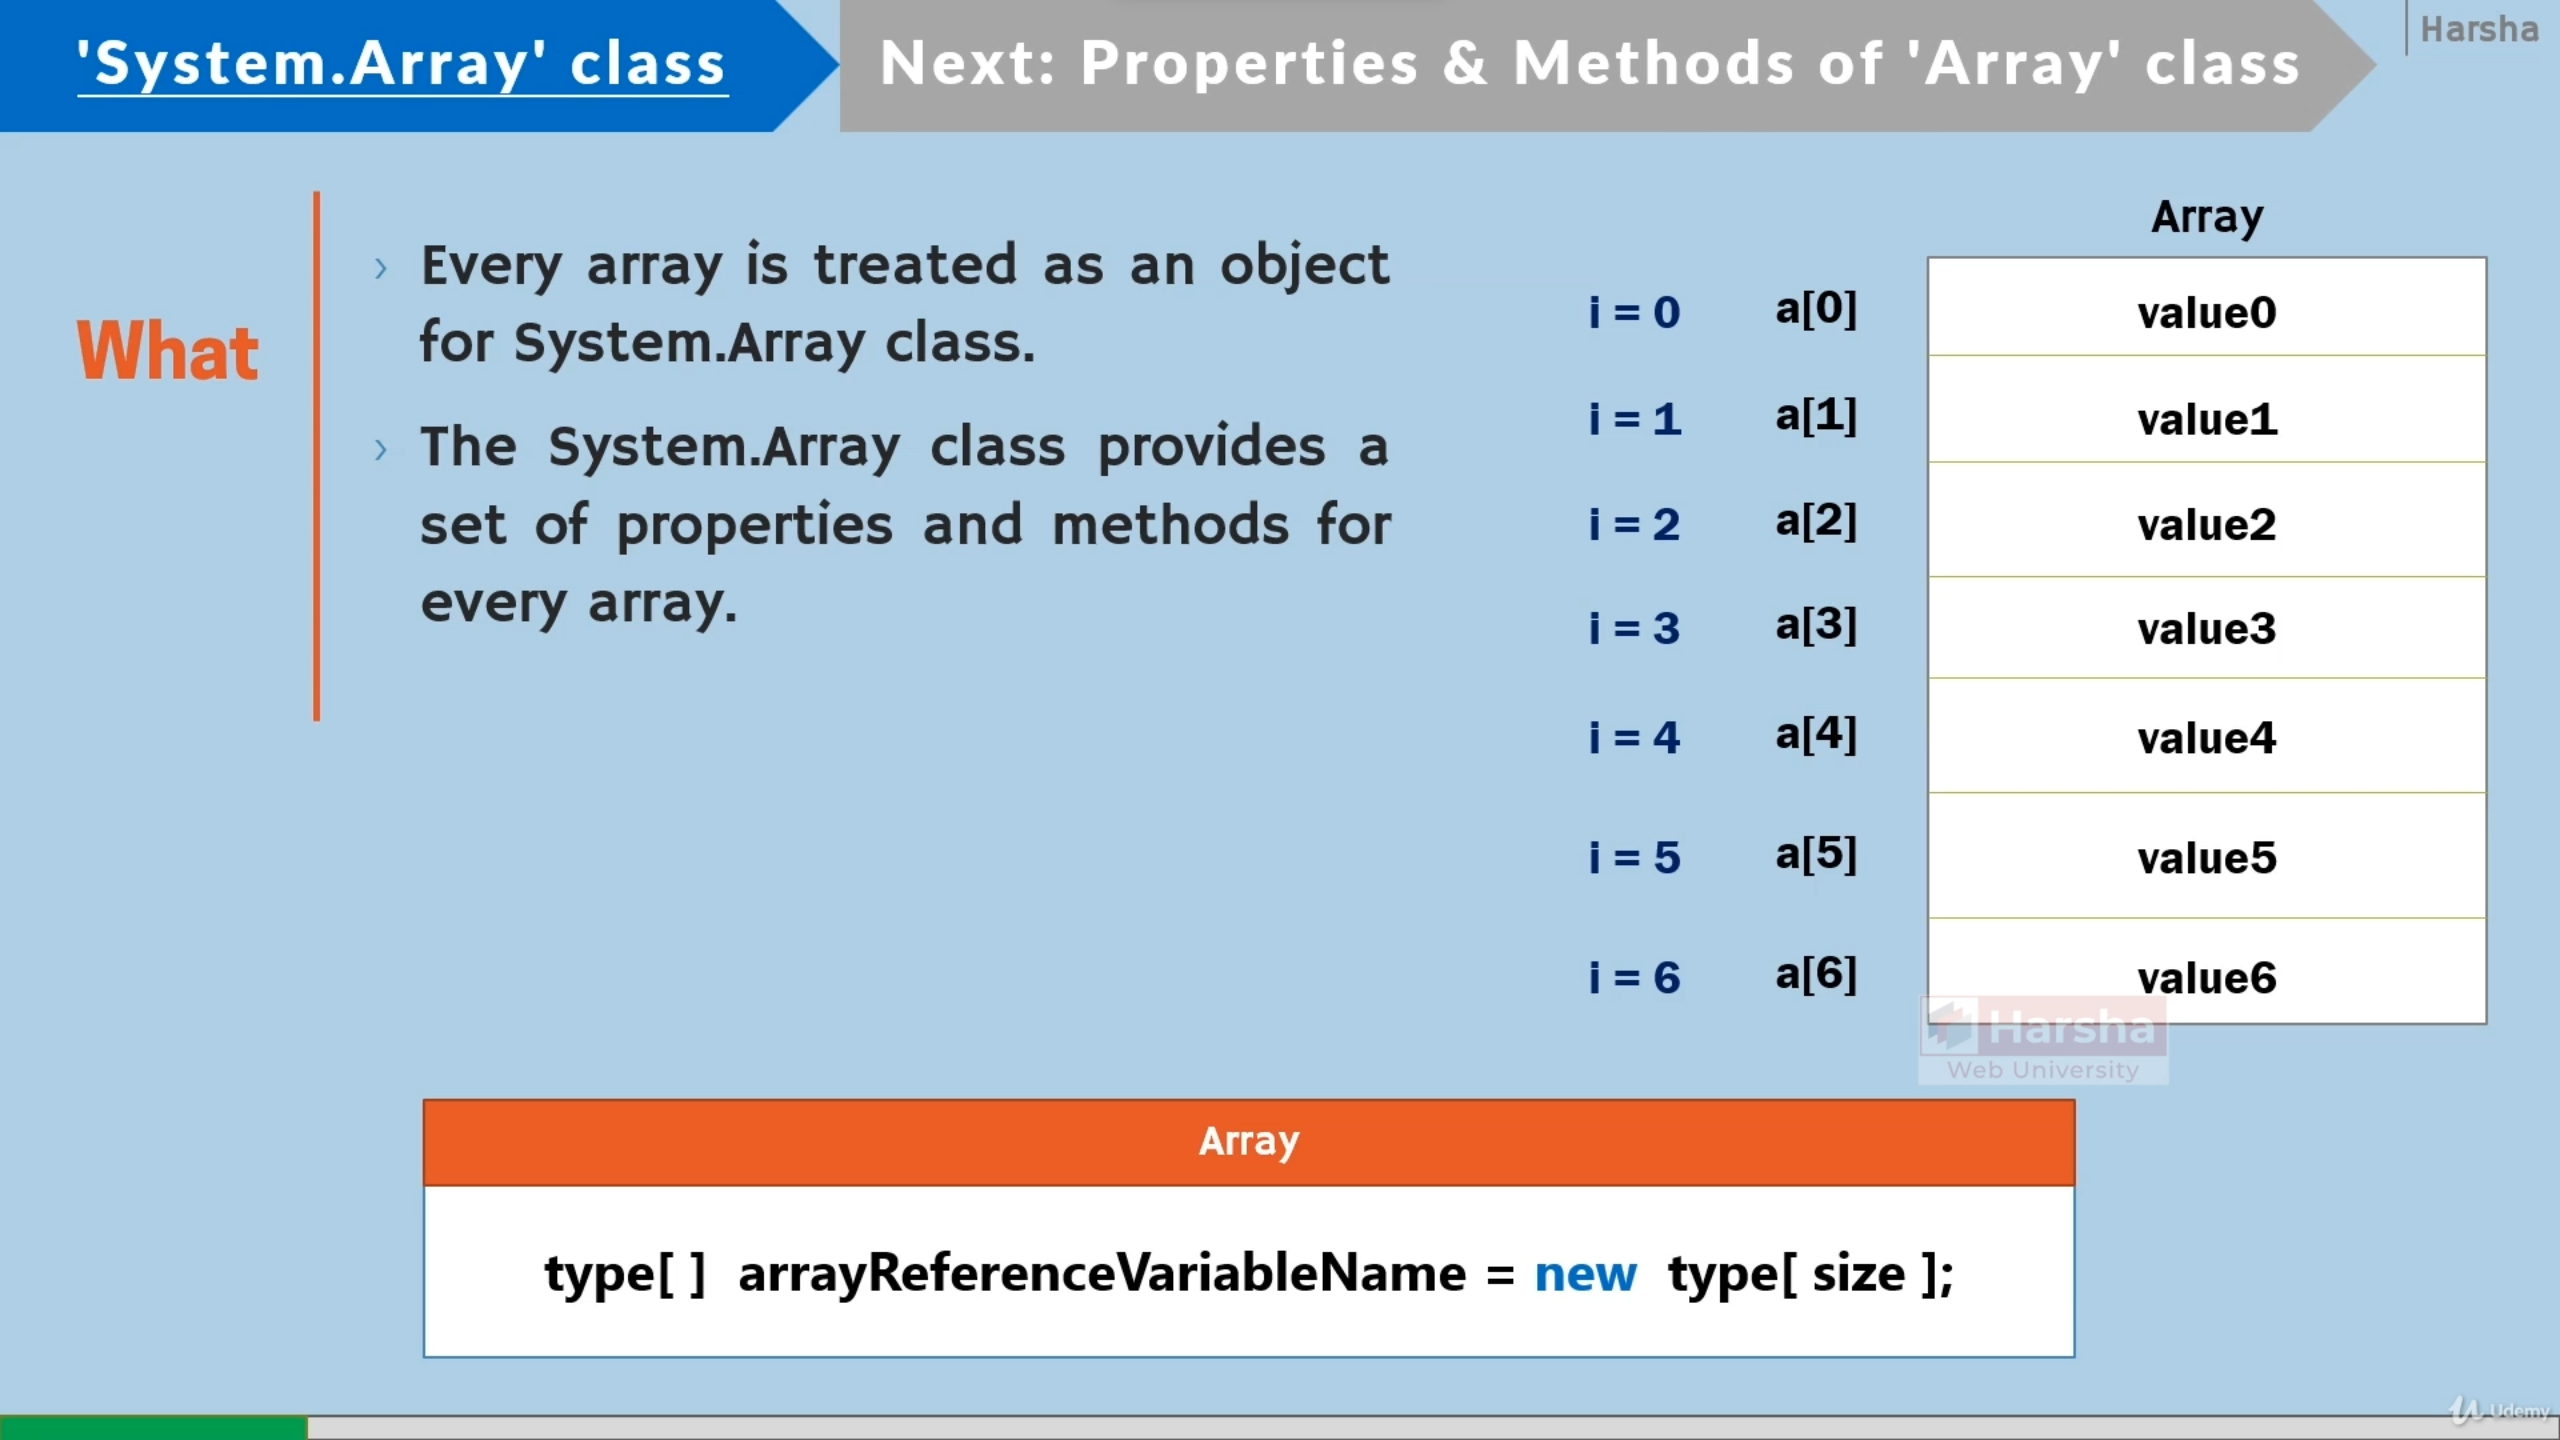 'System.Array' class
Next: Properties & Methods of 'Array' class
Harsha
What
› Every array is treated as an object
for System.Array class.
› The System.Array class provides a
set of properties and methods for
every array.
Array
i = 0 a[0] value0
i = 1 a[1] value1
i = 2 a[2] value2
i = 3 a[3] value3
i = 4 a[4] value4
i = 5 a[5] value5
i = 6 a[6] value6
Harsha
Web University
Array
type[ ] arrayReferenceVariableName = new type[ size ];
Udemy